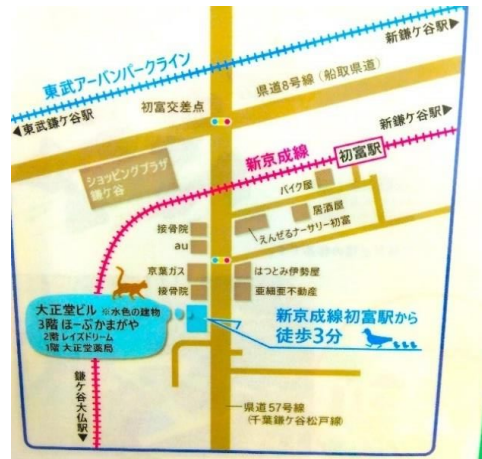 新鎌ケ谷駅▶
東武アーバンパークライン
県道8号線（船取県道）
初富交差点
◀東武鎌ケ谷駅
新鎌ケ谷駅▶
新京成線
初富駅
ショッピングプラザ
鎌ケ谷
バイク屋
居酒屋
接骨院
えんぜるナーサリー初富
au
京葉ガス
はつとみ伊勢屋
接骨院
亜細亜不動産
大正堂ビル ※水色の建物
3階 ほーぷかまがや
2階 レイズドリーム
1階 大正堂薬局
新京成線初富駅から
徒歩3分
鎌ケ谷大仏駅▶
県道57号線
（千葉鎌ケ谷松戸線）